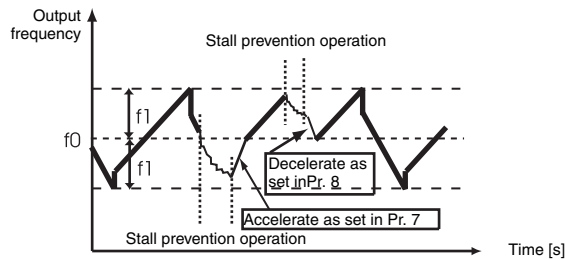 Output
frequency
Stall prevention operation
f1
f0
f1
Decelerate as
set inPr. 8
Accelerate as set in Pr. 7
Stall prevention operation
Time [s]